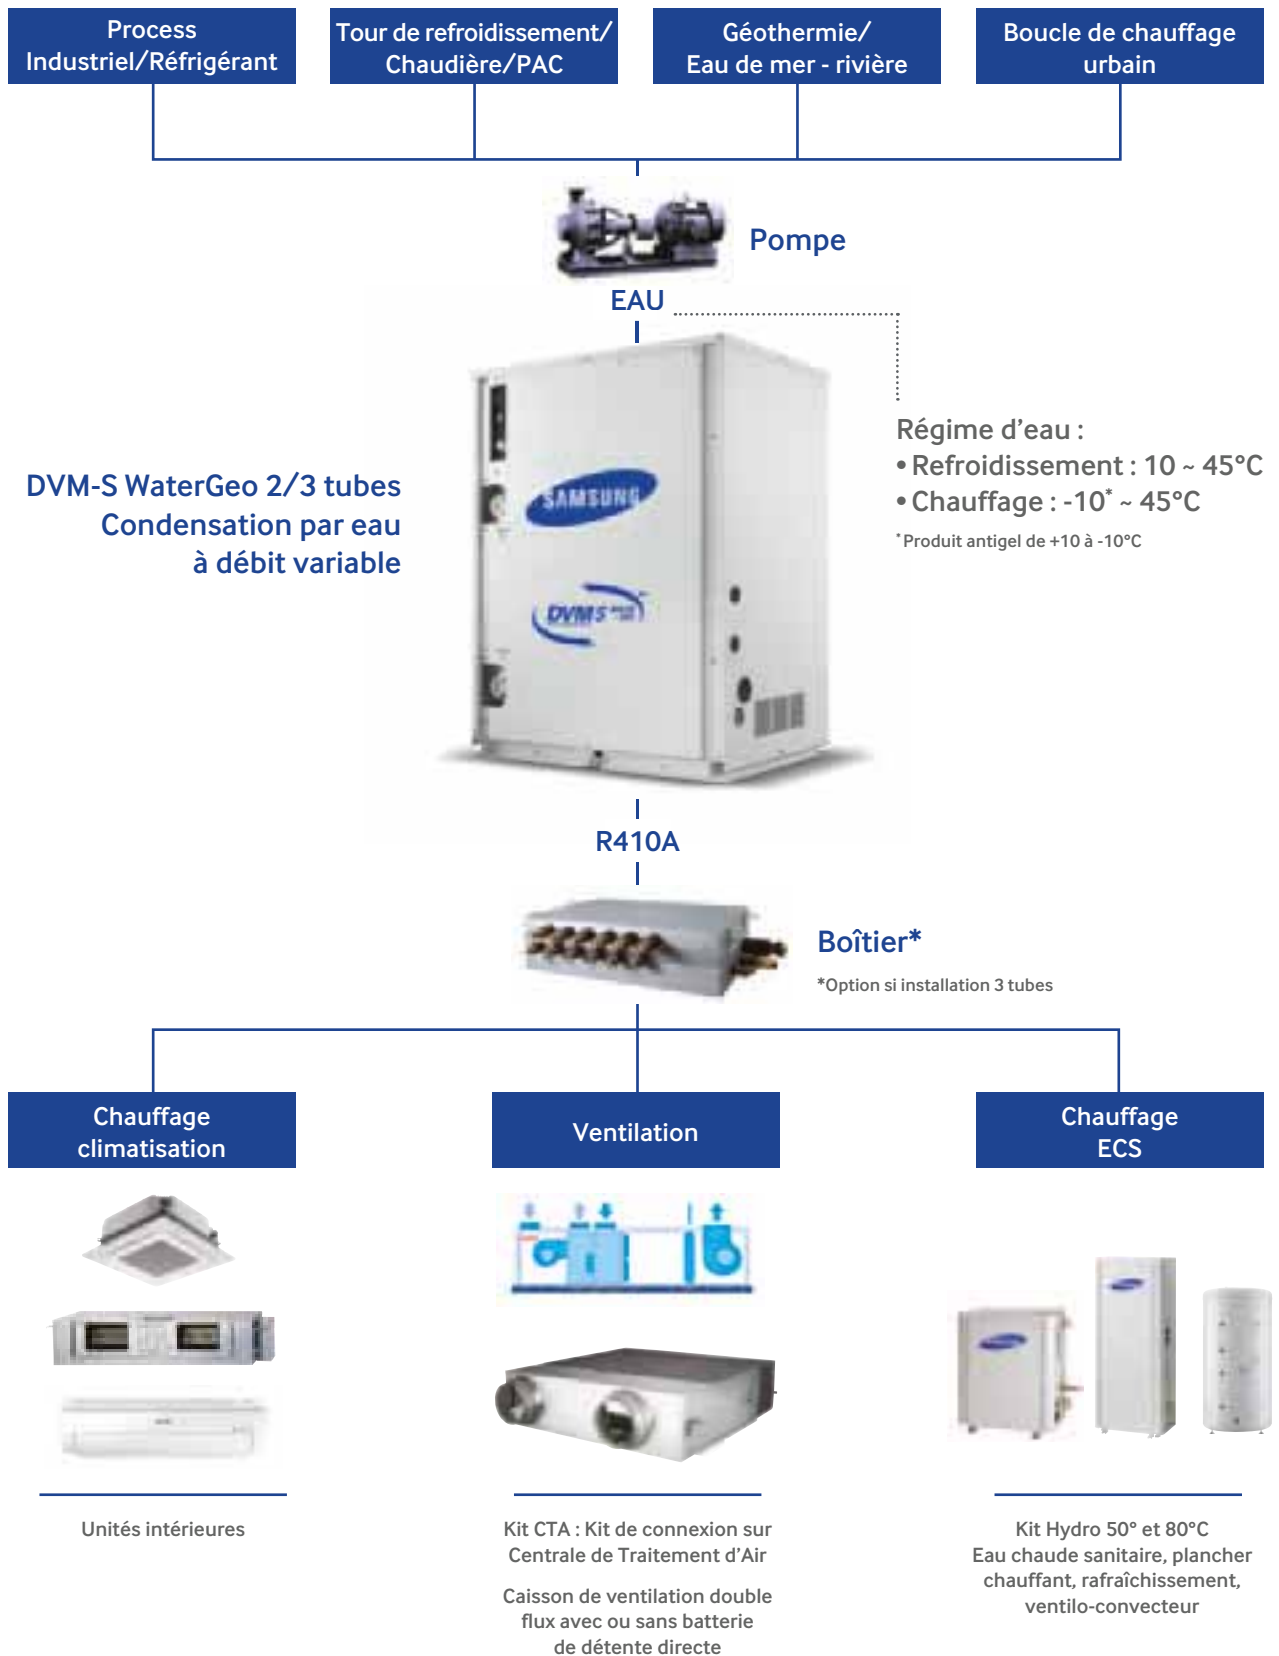 Process
Industriel/Réfrigérant
Tour de refroidissement/
Chaudière/PAC
Géothermie/
Eau de mer - rivière
Boucle de chauffage
urbain
Pompe
EAU
Régime d'eau :
• Refroidissement : 10 ~ 45°C
• Chauffage : -10* ~ 45°C
*Produit antigel de +10 à -10°C
DVM-S WaterGeo 2/3 tubes
Condensation par eau
à débit variable
SAMSUNG
DVM S
R410A
Boîtier*
*Option si installation 3 tubes
Chauffage
climatisation
Ventilation
Chauffage
ECS
Unités intérieures
Kit CTA : Kit de connexion sur
Centrale de Traitement d'Air
Caisson de ventilation double
flux avec ou sans batterie
de détente directe
Kit Hydro 50° et 80°C
Eau chaude sanitaire, plancher
chauffant, rafraîchissement,
ventilo-convecteur